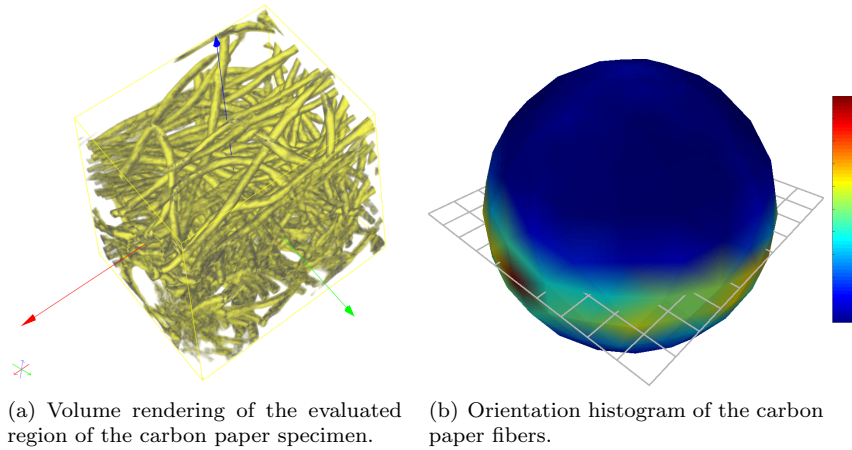 (a) Volume rendering of the evaluated
region of the carbon paper specimen.
(b) Orientation histogram of the carbon
paper fibers.